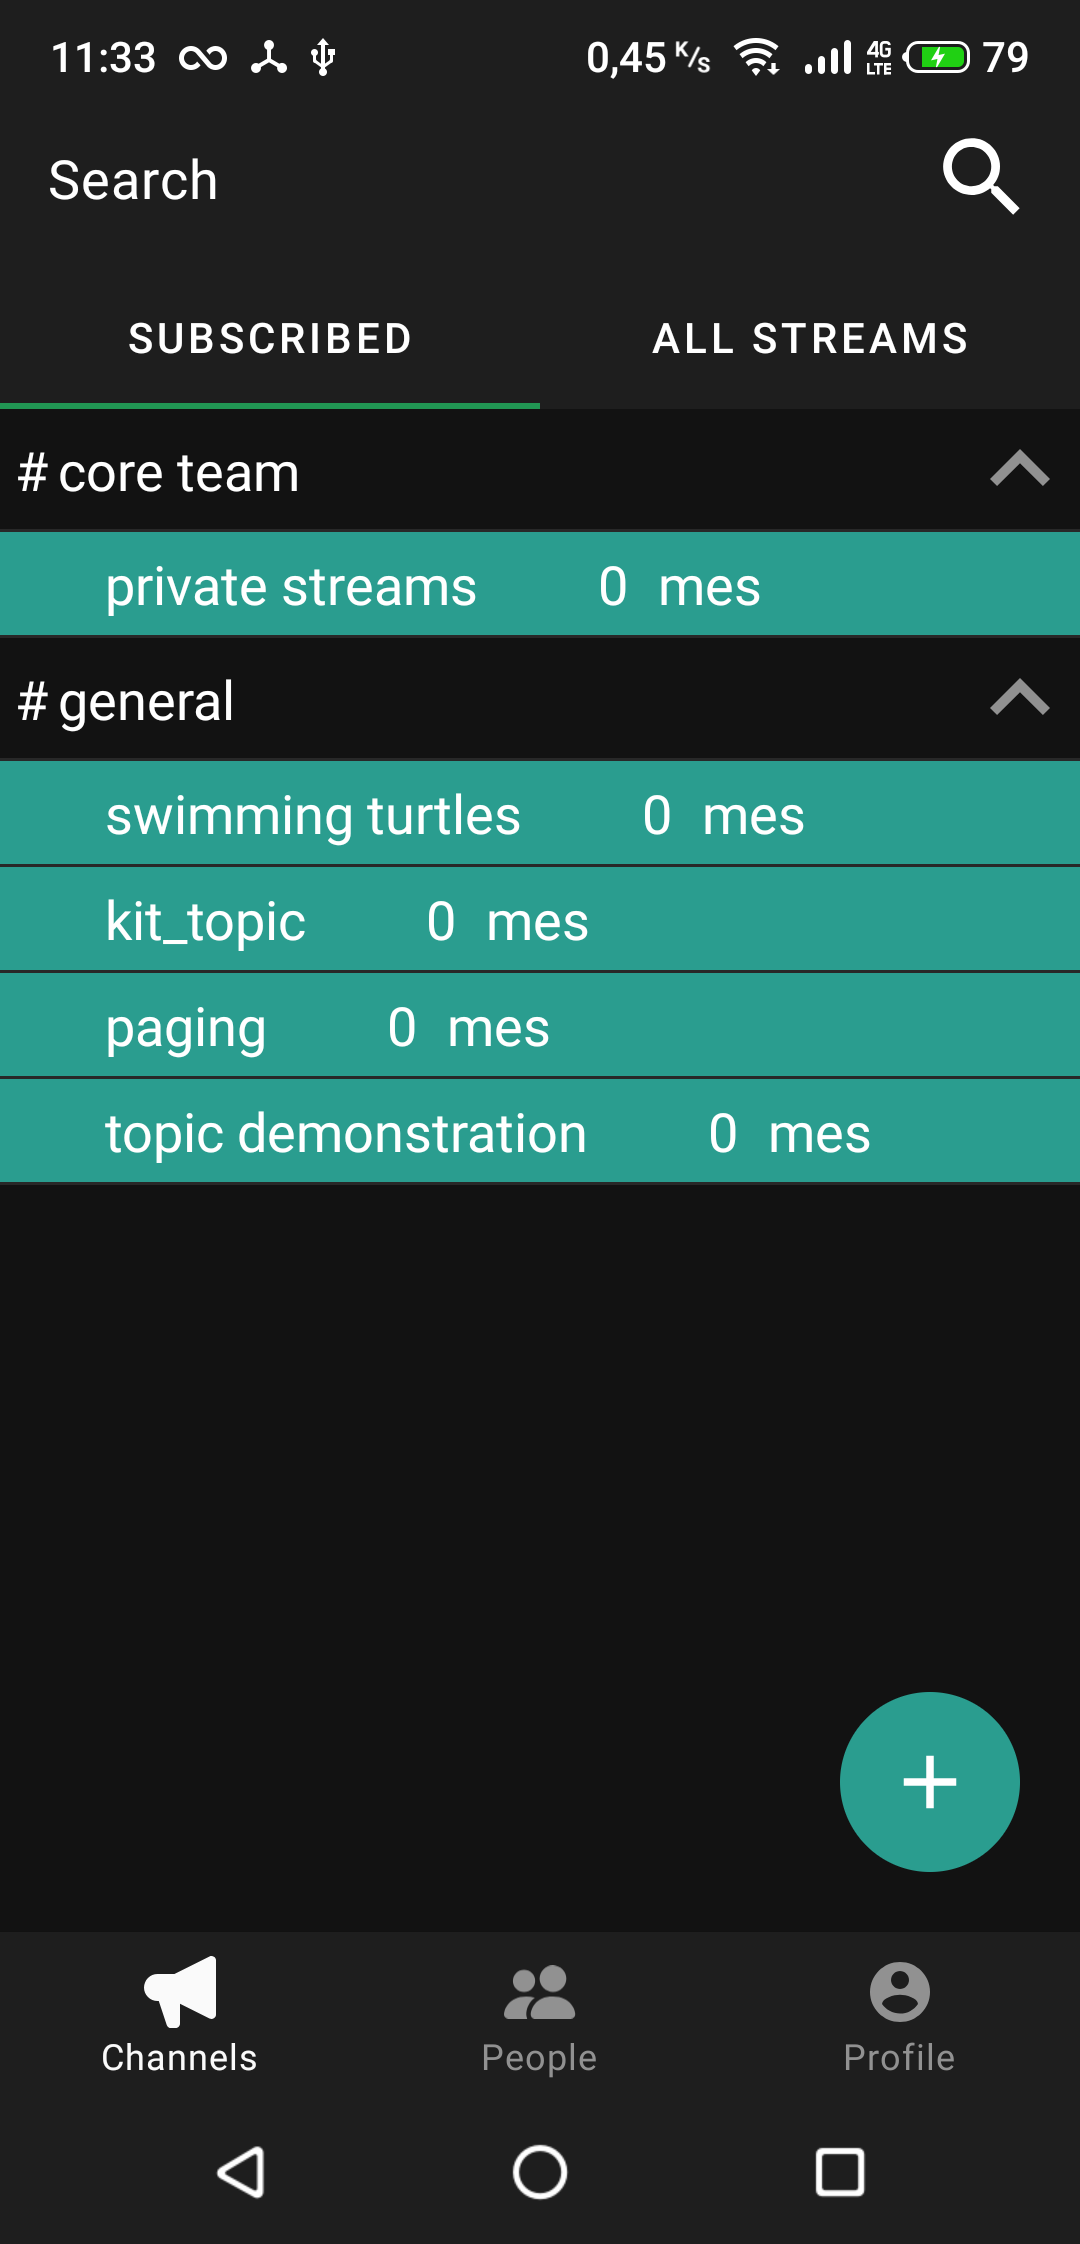 11:33 0,45 K/s 4G LTE 79
Search
SUBSCRIBED ALL STREAMS
# core team
private streams 0 mes
# general
swimming turtles 0 mes
kit_topic 0 mes
paging 0 mes
topic demonstration 0 mes
Channels People Profile